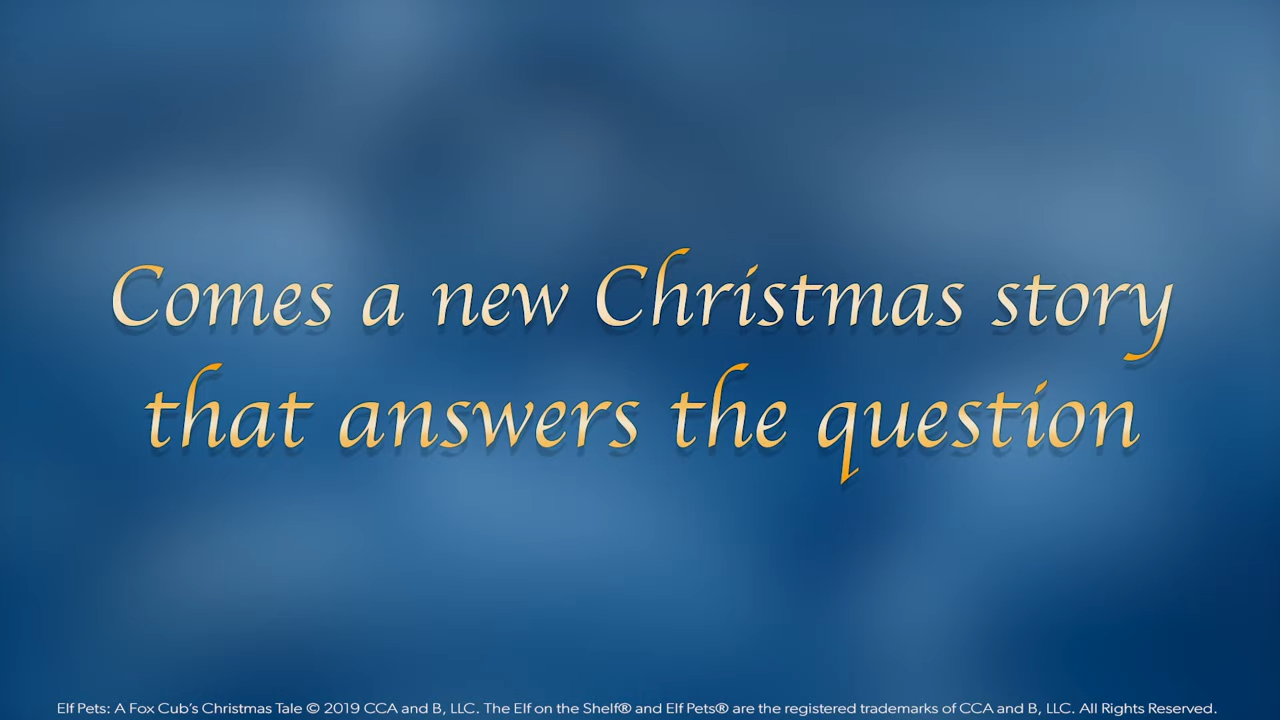 Comes a new Christmas story
that answers the question
Elf Pets: A Fox Cub's Christmas Tale © 2019 CCA and B, LLC. The Elf on the Shelf® and Elf Pets® are the registered trademarks of CCA and B, LLC. All Rights Reserved.